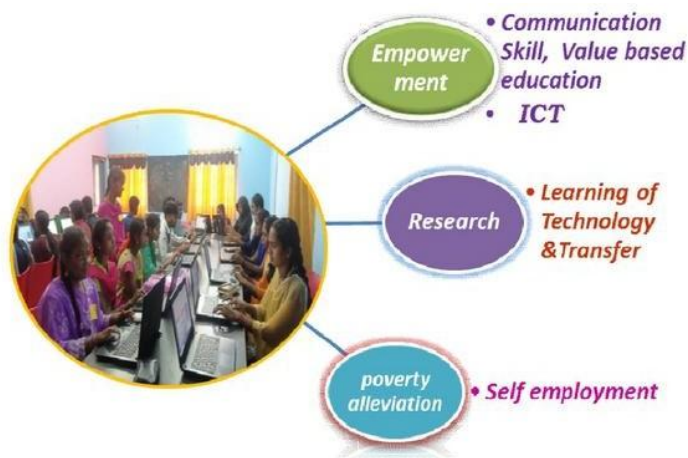 Empower
ment
• Communication
Skill, Value based
education
• ICT
Research
• Learning of
Technology
&Transfer
poverty
alleviation
• Self employment